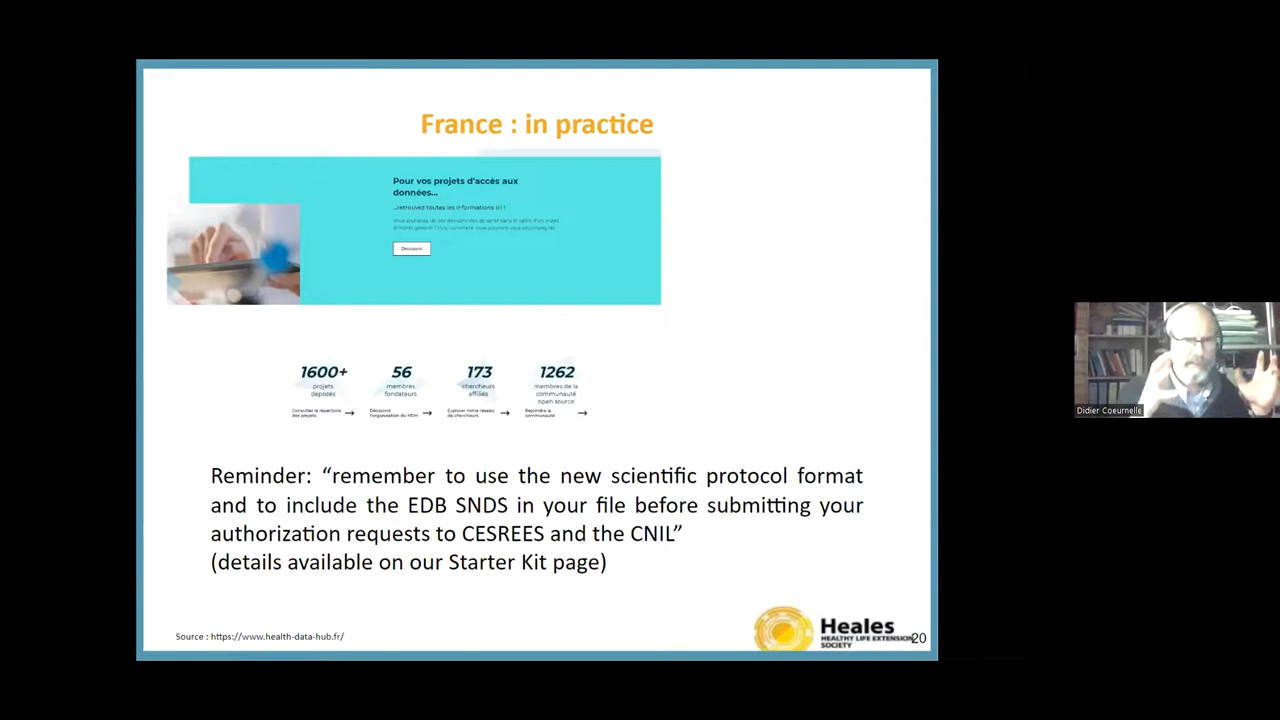 France : in practice
Pour vos projets d'accès aux
données...
...retrouvez toutes les informations ici !
Découvrir
1600+
projets
déposés
Consulter le répertoire
des projets
56
membres
fondateurs
Découvrir
l'organisation du HDH
173
chercheurs
affiliés
Explorer notre réseau
de chercheurs
1262
membres de la
communauté
open source
Rejoindre la
communauté
Reminder: “remember to use the new scientific protocol format
and to include the EDB SNDS in your file before submitting your
authorization requests to CESREES and the CNIL”
(details available on our Starter Kit page)
Source : https://www.health-data-hub.fr/
Heales
HEALTHY LIFE EXTENSION
SOCIETY
20
Didier Coeurnelle